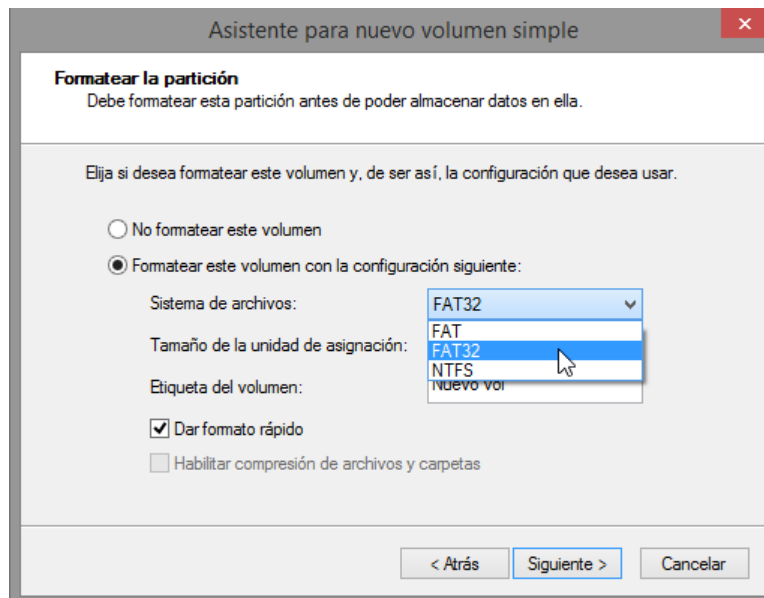 Asistente para nuevo volumen simple
Formatear la partición
Debe formatear esta partición antes de poder almacenar datos en ella.
Elija si desea formatear este volumen y, de ser así, la configuración que desea usar.
No formatear este volumen
Formatear este volumen con la configuración siguiente:
Sistema de archivos: FAT32
FAT
Tamaño de la unidad de asignación: FAT32
NTFS
Etiqueta del volumen: Nuevo vol
Dar formato rápido
Habilitar compresión de archivos y carpetas
< Atrás Siguiente > Cancelar